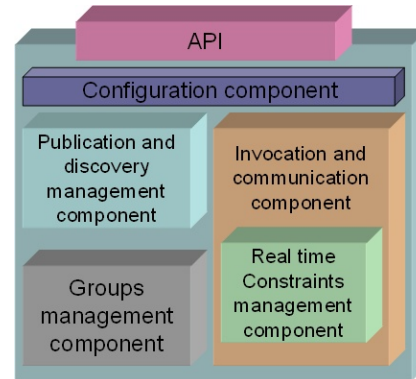 API
Configuration component
Publication and
discovery
management
component
Invocation and
communication
component
Groups
management
component
Real time
Constraints
management
component